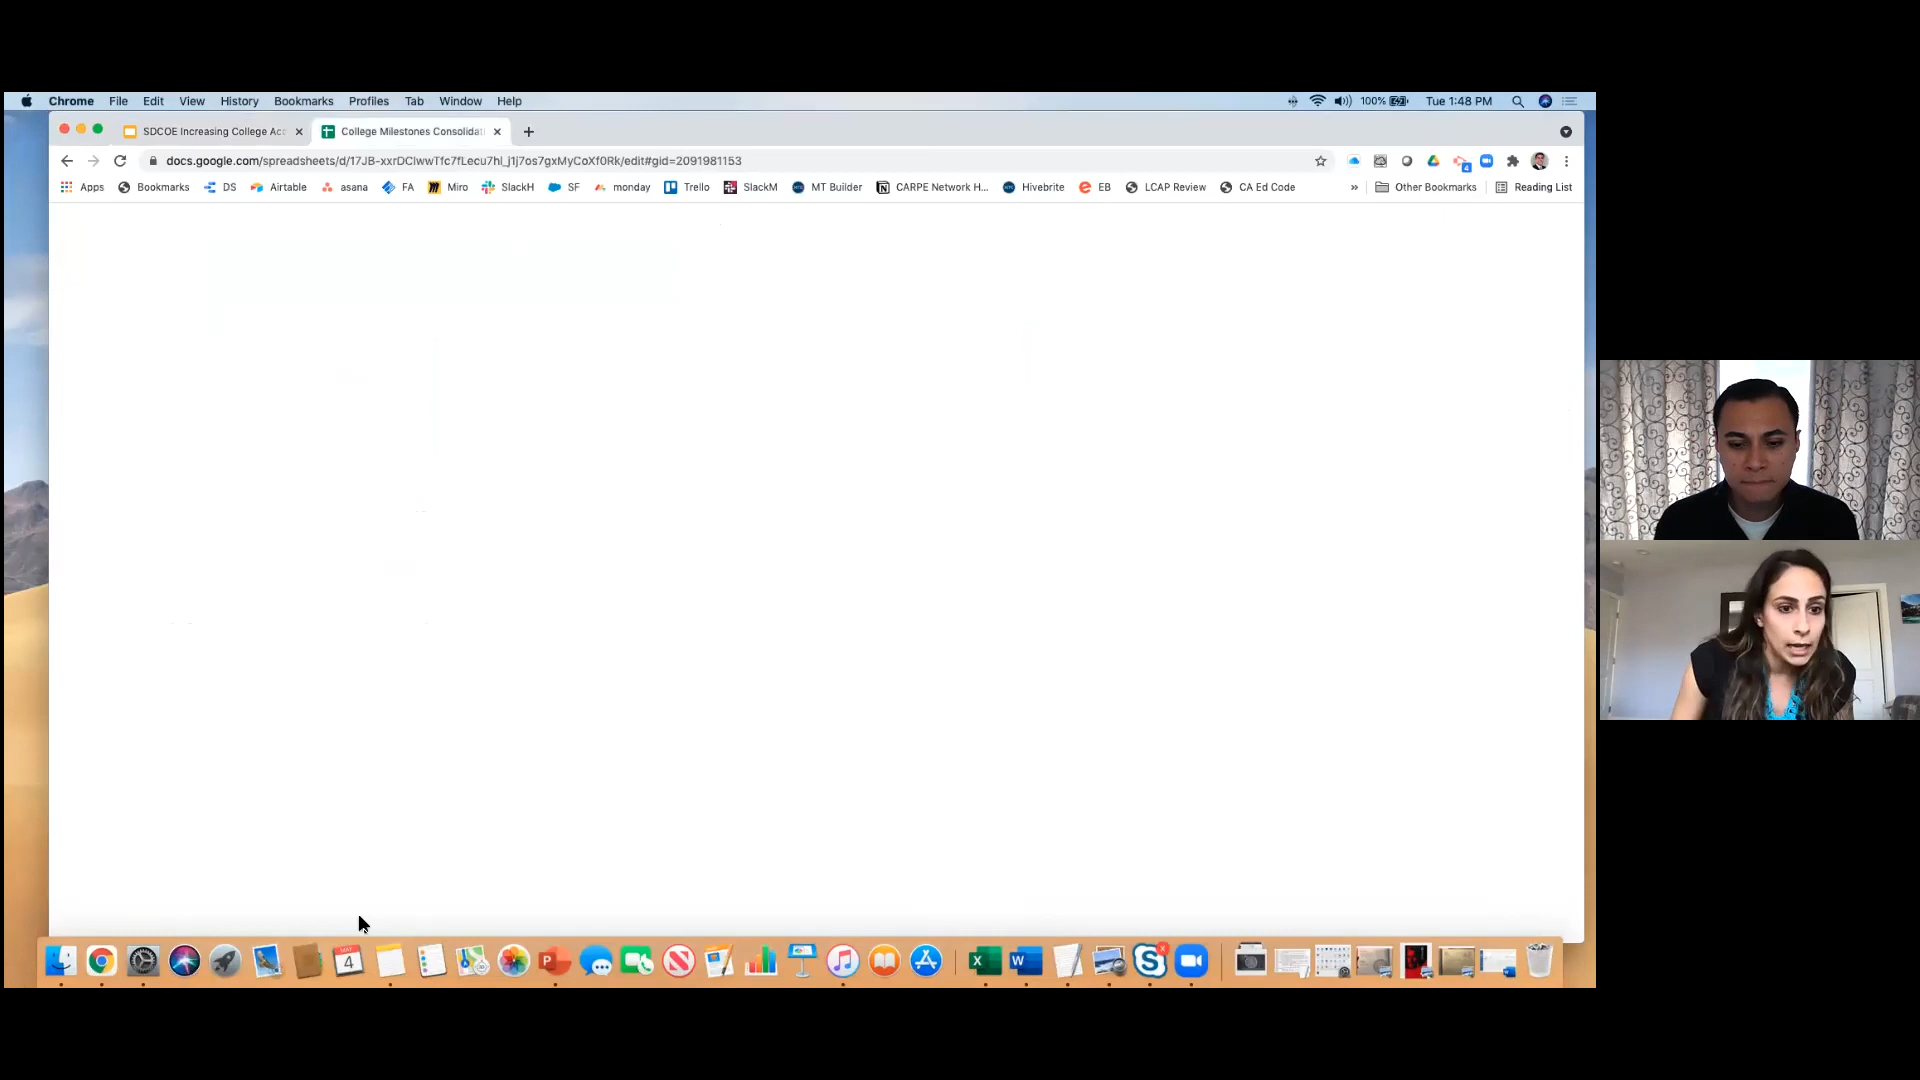 Chrome File Edit View History Bookmarks Profiles Tab Window Help 100% Tue 1:48 PM
SDCOE Increasing College Acc College Milestones Consolidati
docs.google.com/spreadsheets/d/17JB-xxrDClwwTfc7fLecu7hl_j1j7os7gxMyCoXf0Rk/edit#gid=2091981153
Apps Bookmarks DS Airtable asana FA Miro SlackH SF monday Trello SlackM MT Builder CARPE Network H... Hivebrite EB LCAP Review CA Ed Code » Other Bookmarks Reading List
MAY
4